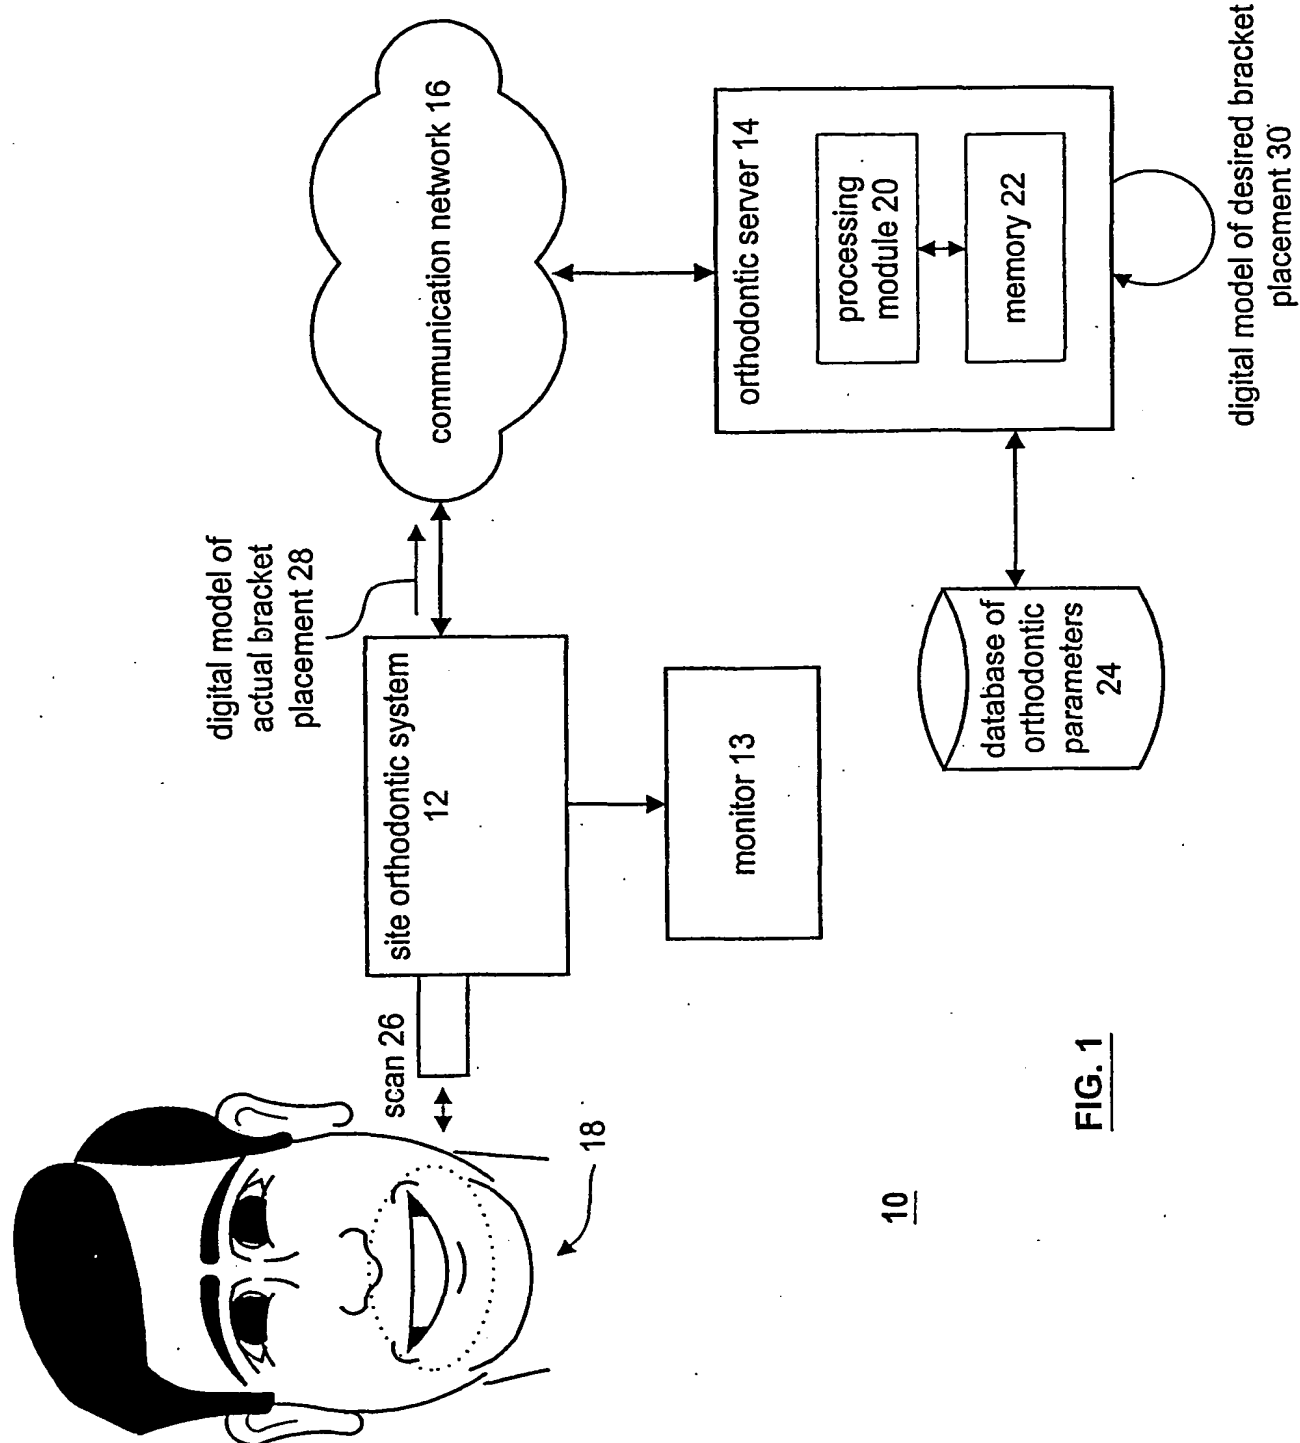 digital model of
actual bracket
placement 28
communication network 16
scan 26
site orthodontic system
12
monitor 13
orthodontic server 14
processing
module 20
memory 22
database of
orthodontic
parameters
24
digital model of desired bracket
placement 30
18
10
FIG. 1